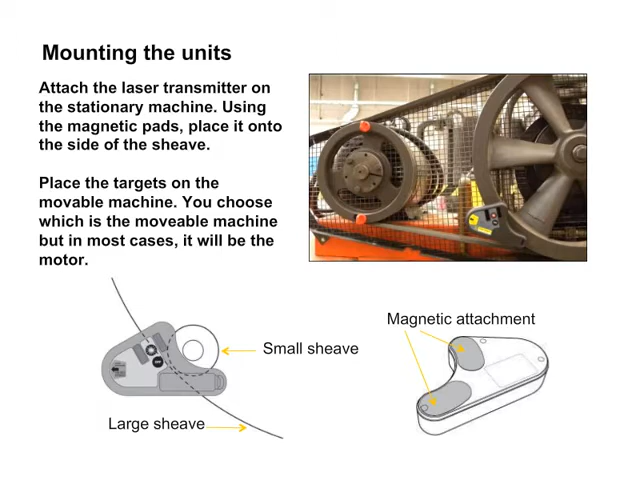 Mounting the units
Attach the laser transmitter on
the stationary machine. Using
the magnetic pads, place it onto
the side of the sheave.
Place the targets on the
movable machine. You choose
which is the moveable machine
but in most cases, it will be the
motor.
Magnetic attachment
Small sheave
Large sheave